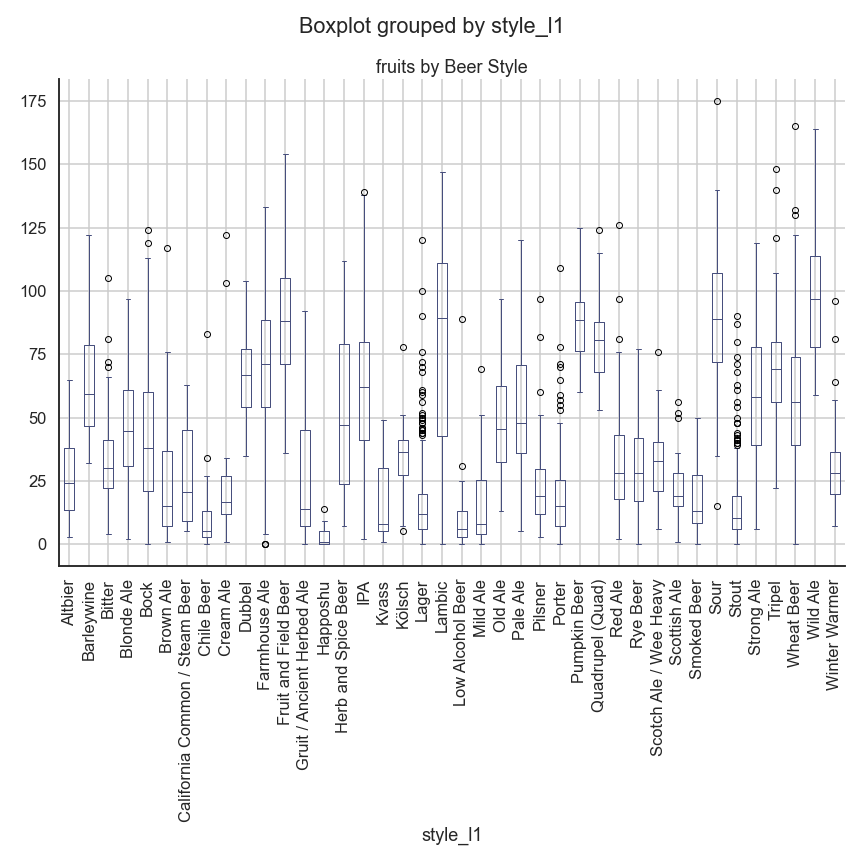 Boxplot grouped by style_l1
fruits by Beer Style
175
150
125
100
75
50
25
0
Altbier
Barleywine
Bitter
Blonde Ale
Bock
Brown Ale
California Common / Steam Beer
Chile Beer
Cream Ale
Dubbel
Farmhouse Ale
Fruit and Field Beer
Gruit / Ancient Herbed Ale
Happoshu
Herb and Spice Beer
IPA
Kvass
Kölsch
Lager
Lambic
Low Alcohol Beer
Mild Ale
Old Ale
Pale Ale
Pilsner
Porter
Pumpkin Beer
Quadrupel (Quad)
Red Ale
Rye Beer
Scotch Ale / Wee Heavy
Scottish Ale
Smoked Beer
Sour
Stout
Strong Ale
Tripel
Wheat Beer
Wild Ale
Winter Warmer
style_l1